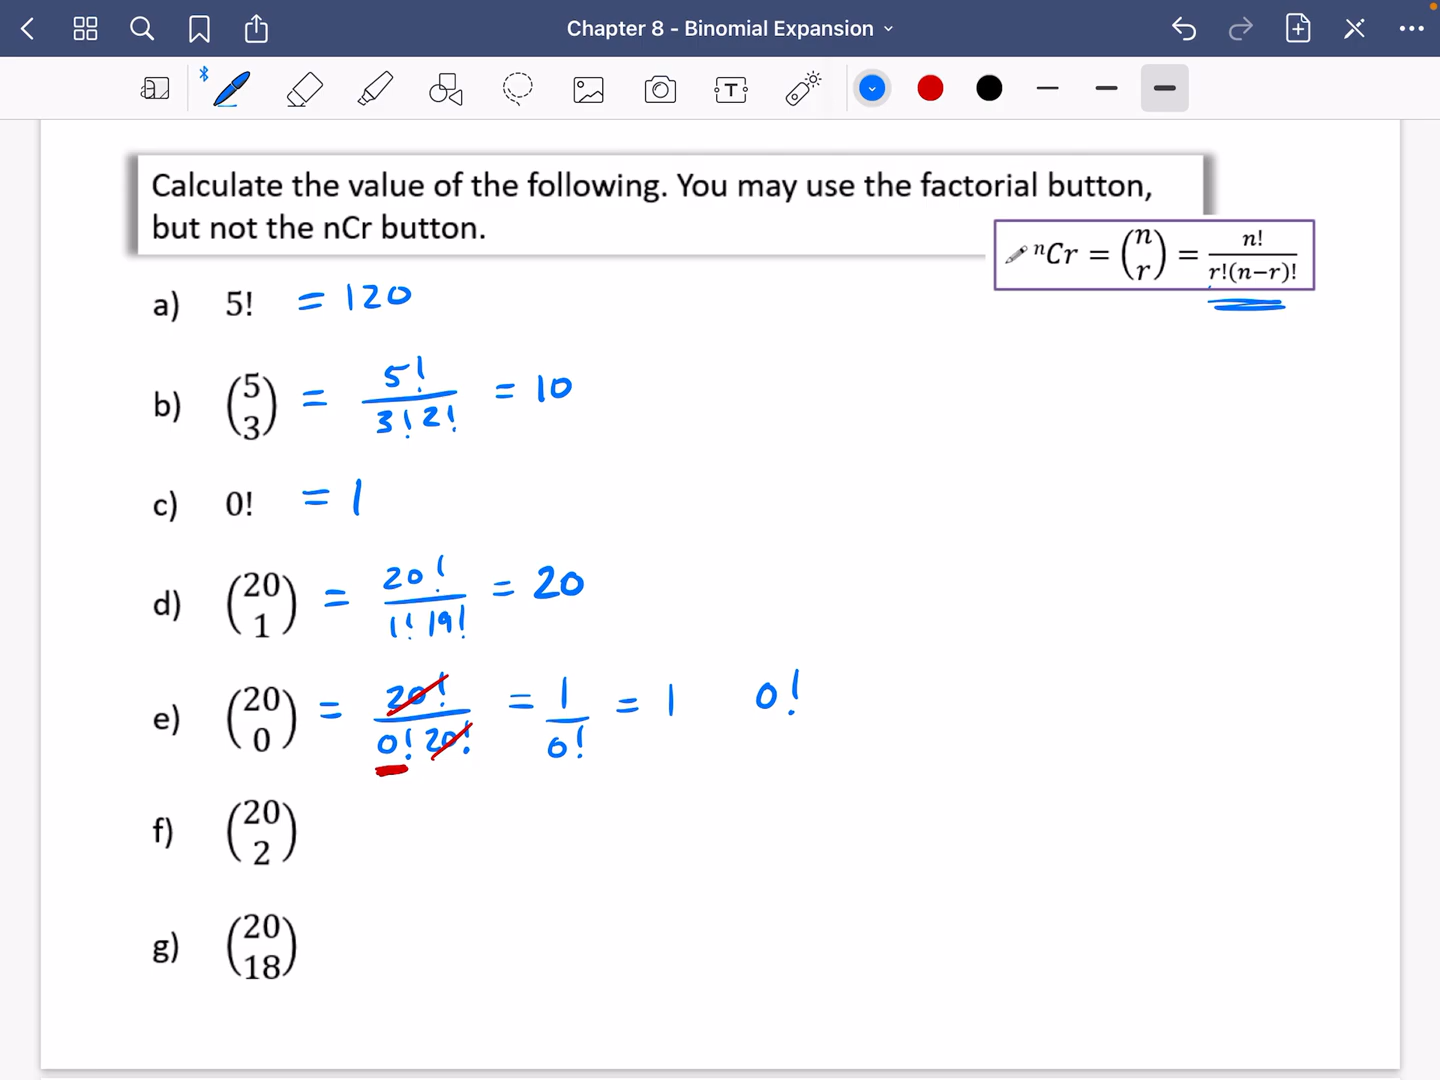 Chapter 8 - Binomial Expansion
Calculate the value of the following. You may use the factorial button,
but not the nCr button.
ⁿCr = (n r) = n! / r!(n−r)!
a) 5! = 120
b) (5 3) = 5! / 3! 2! = 10
c) 0! = 1
d) (20 1) = 20! / 1! 19! = 20
e) (20 0) = 20! / 0! 20! = 1 / 0! = 1 0!
f) (20 2)
g) (20 18)